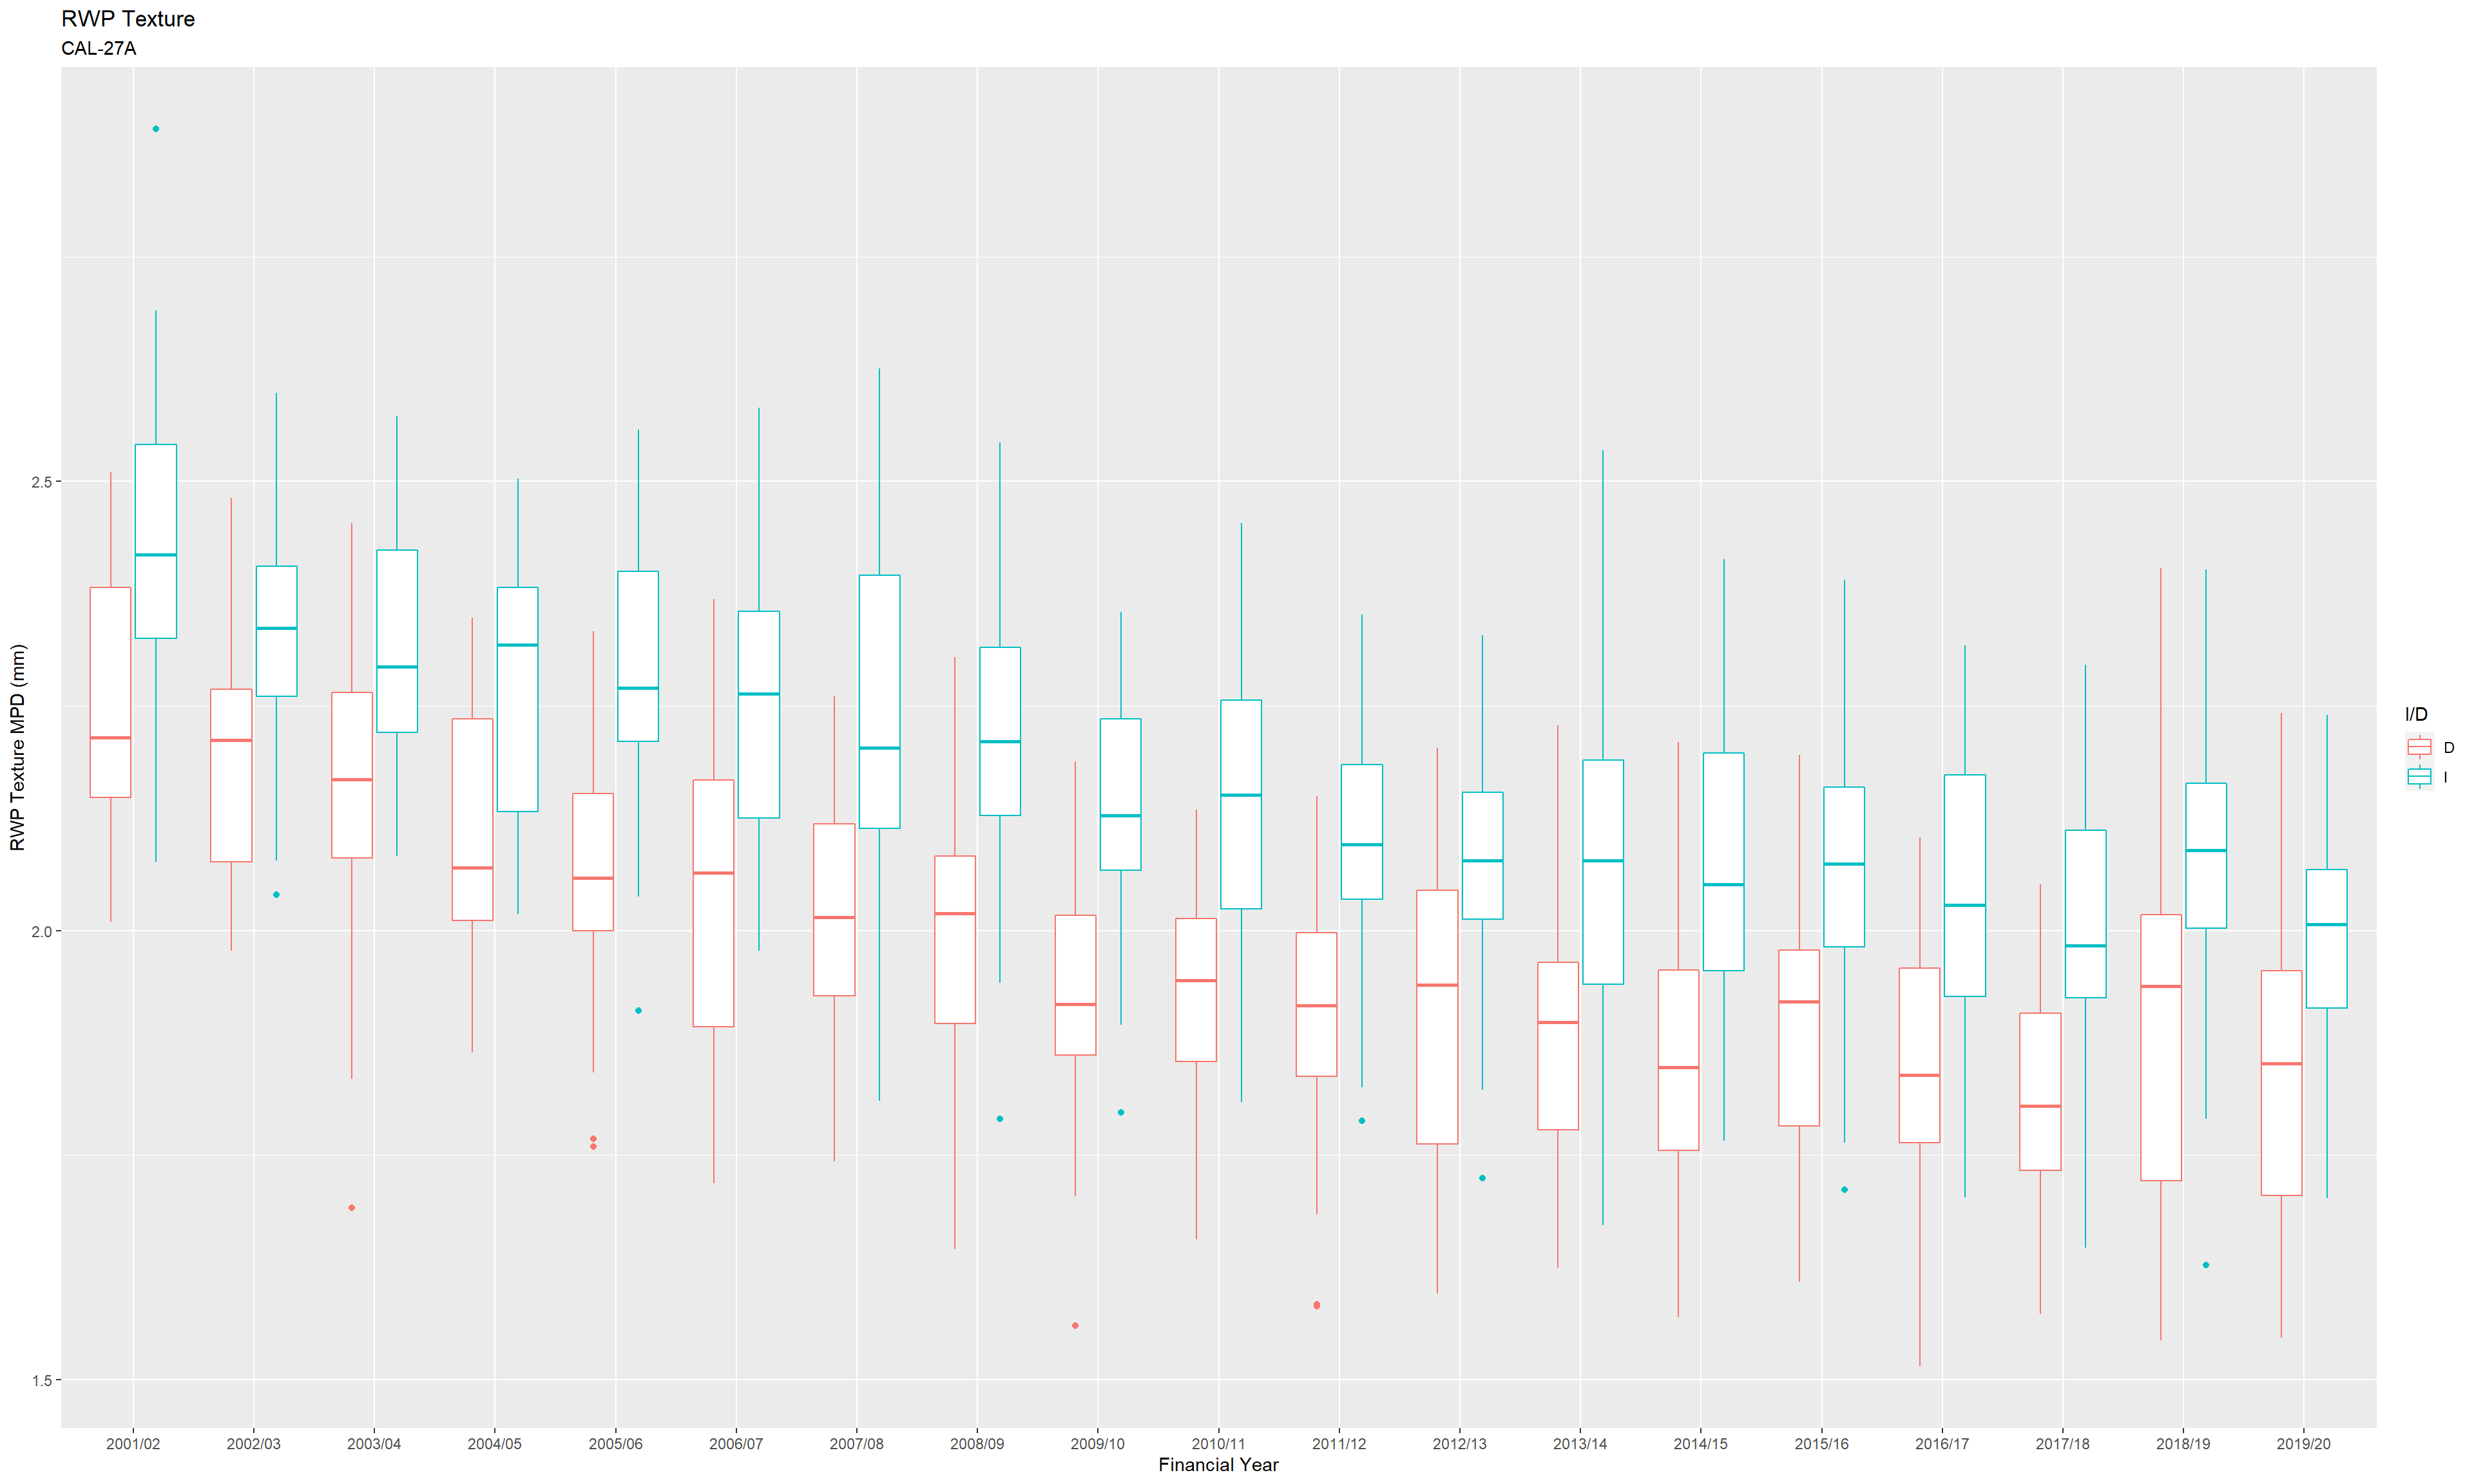 RWP Texture
CAL-27A
RWP Texture MPD (mm)
2.5
2.0
1.5
2001/02 2002/03 2003/04 2004/05 2005/06 2006/07 2007/08 2008/09 2009/10 2010/11 2011/12 2012/13 2013/14 2014/15 2015/16 2016/17 2017/18 2018/19 2019/20
Financial Year
I/D
D
I